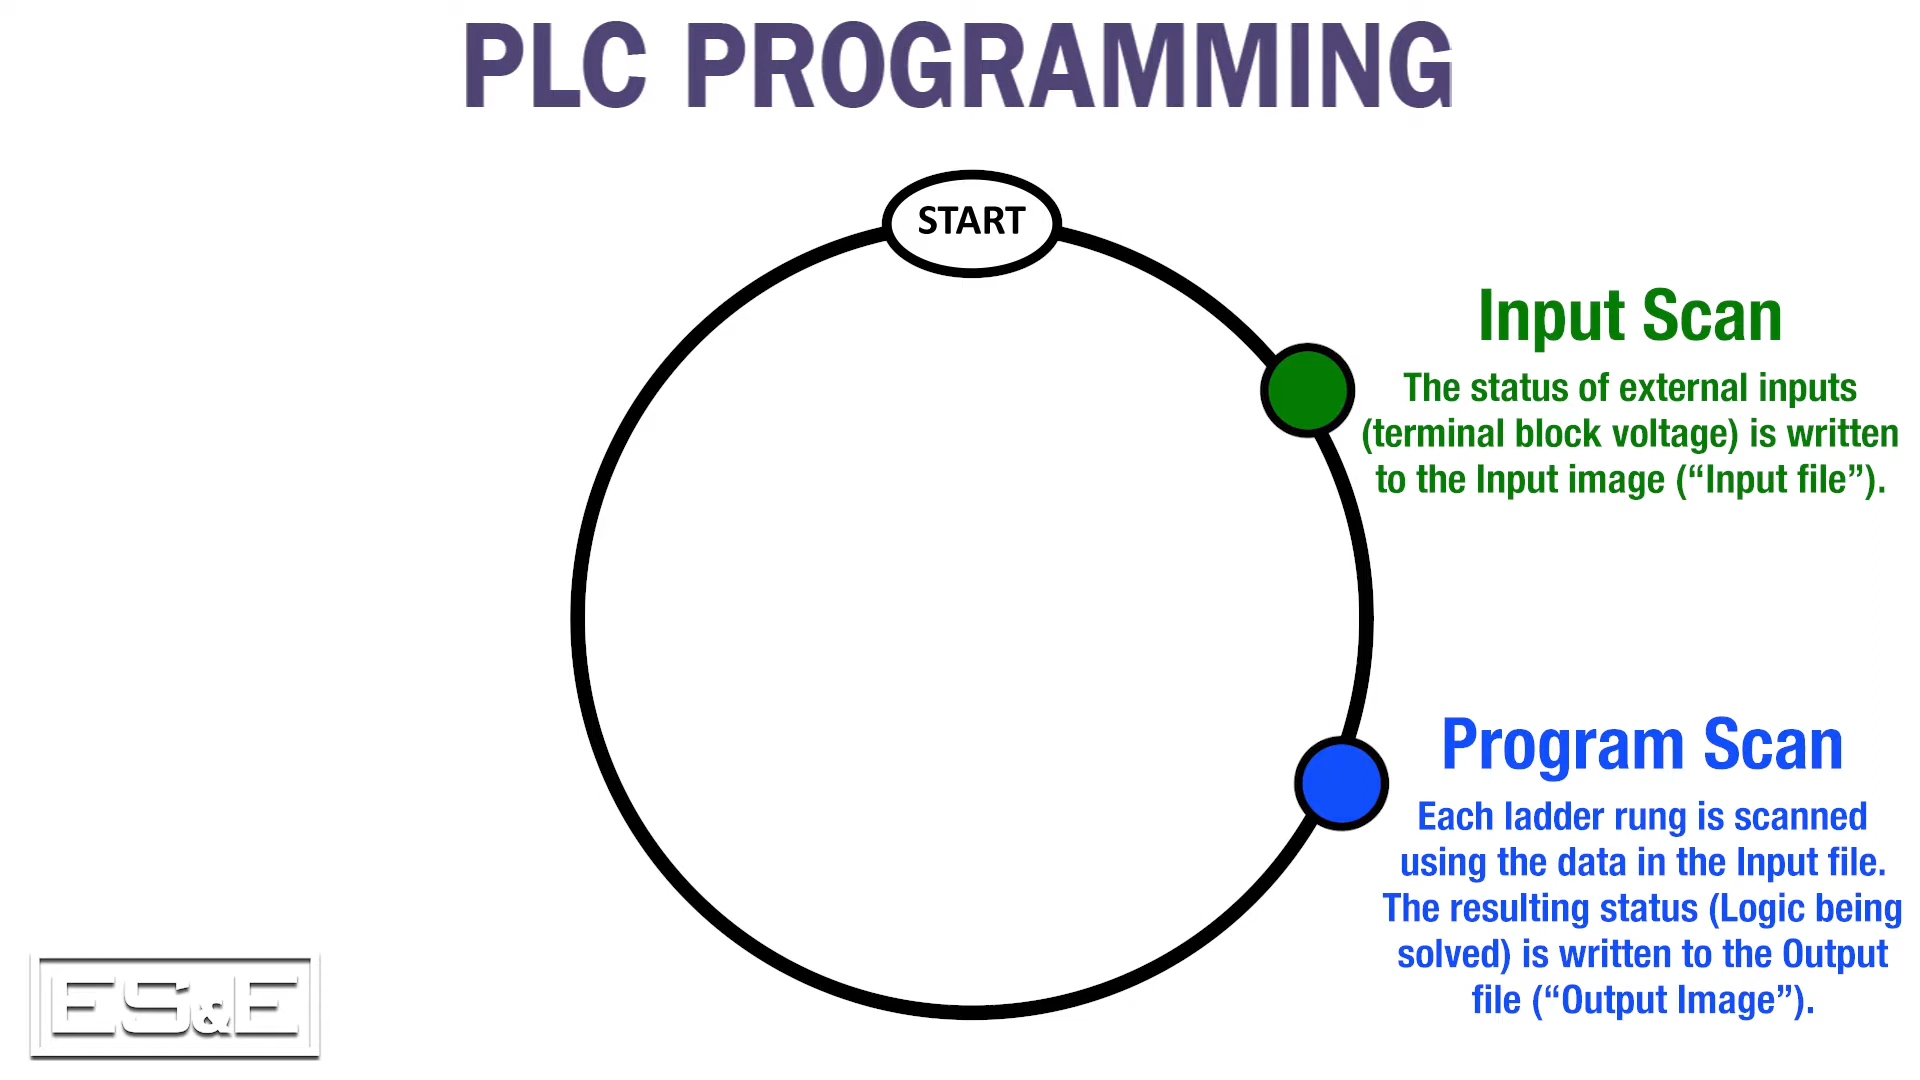 PLC PROGRAMMING
START
Input Scan
The status of external inputs
(terminal block voltage) is written
to the Input image (“Input file”).
Program Scan
Each ladder rung is scanned
using the data in the Input file.
The resulting status (Logic being
solved) is written to the Output
file (“Output Image”).
ES&E